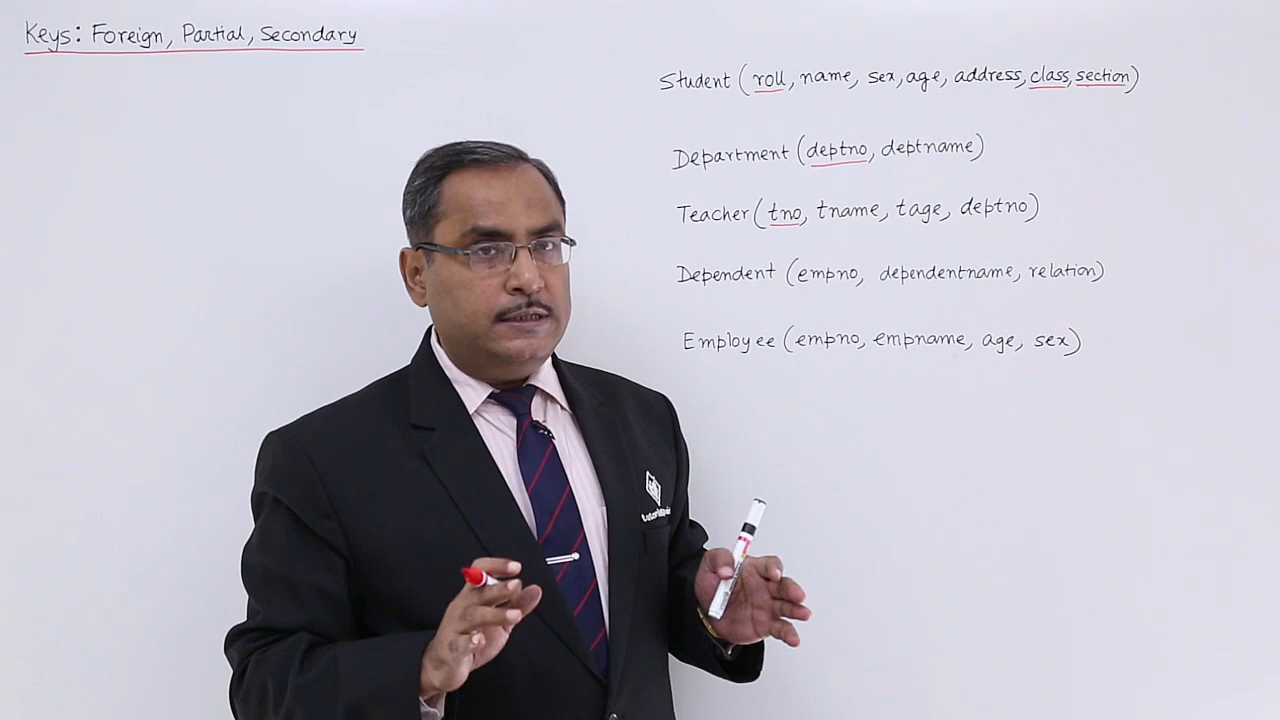 Keys: Foreign, Partial, Secondary
Student (roll, name, sex, age, address, class, section)
Department (deptno, deptname)
Teacher (tno, tname, tage, deptno)
Dependent (empno, dependentname, relation)
Employee (empno, empname, age, sex)